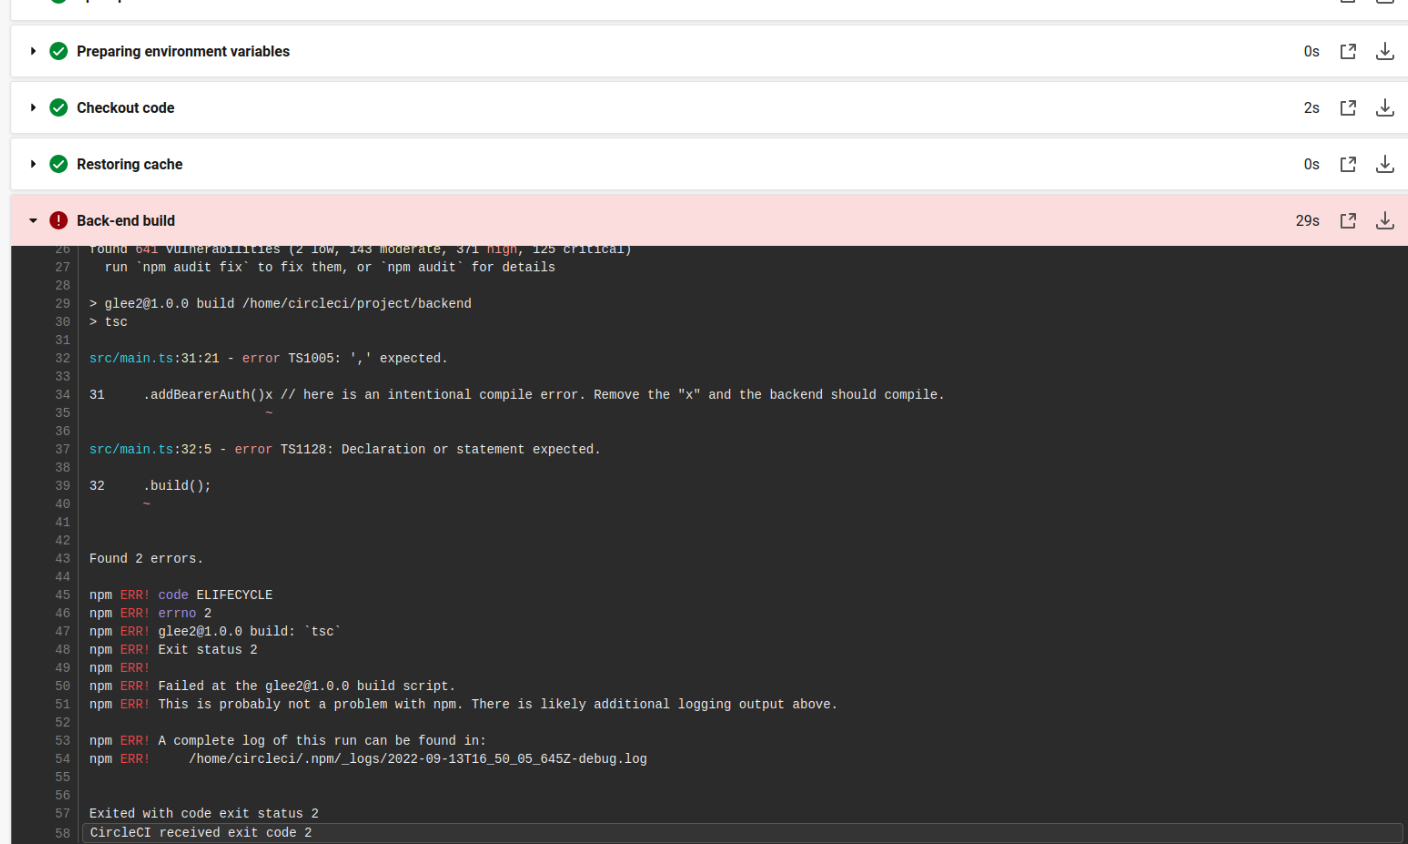 Preparing environment variables 0s
Checkout code 2s
Restoring cache 0s
Back-end build 29s
26 found 641 vulnerabilities (2 low, 143 moderate, 371 high, 125 critical)
27 run `npm audit fix` to fix them, or `npm audit` for details
28
29 > glee2@1.0.0 build /home/circleci/project/backend
30 > tsc
31
32 src/main.ts:31:21 - error TS1005: ',' expected.
33
34 31     .addBearerAuth()x // here is an intentional compile error. Remove the "x" and the backend should compile.
35 ~
36
37 src/main.ts:32:5 - error TS1128: Declaration or statement expected.
38
39 32     .build();
40 ~
41
42
43 Found 2 errors.
44
45 npm ERR! code ELIFECYCLE
46 npm ERR! errno 2
47 npm ERR! glee2@1.0.0 build: `tsc`
48 npm ERR! Exit status 2
49 npm ERR!
50 npm ERR! Failed at the glee2@1.0.0 build script.
51 npm ERR! This is probably not a problem with npm. There is likely additional logging output above.
52
53 npm ERR! A complete log of this run can be found in:
54 npm ERR!     /home/circleci/.npm/_logs/2022-09-13T16_50_05_645Z-debug.log
55
56
57 Exited with code exit status 2
58 CircleCI received exit code 2